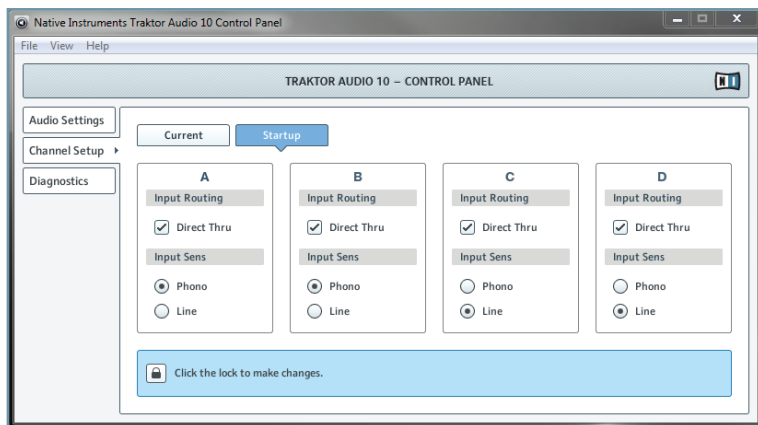 Native Instruments Traktor Audio 10 Control Panel
File View Help
TRAKTOR AUDIO 10 – CONTROL PANEL
NI
Audio Settings
Channel Setup
Diagnostics
Current Startup
A B C D
Input Routing Input Routing Input Routing Input Routing
Direct Thru Direct Thru Direct Thru Direct Thru
Input Sens Input Sens Input Sens Input Sens
Phono Phono Phono Phono
Line Line Line Line
Click the lock to make changes.